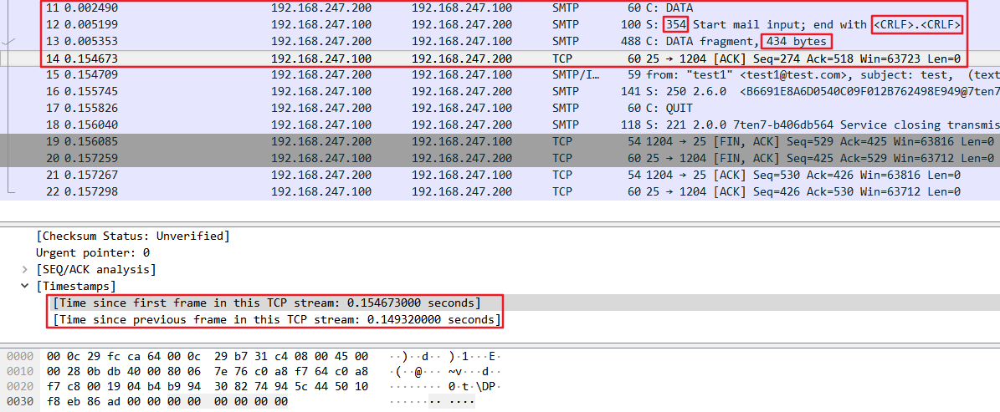 11 0.002490 192.168.247.200 192.168.247.100 SMTP 60 C: DATA
12 0.005199 192.168.247.100 192.168.247.200 SMTP 100 S: 354 Start mail input; end with <CRLF>.<CRLF>
13 0.005353 192.168.247.200 192.168.247.100 SMTP 488 C: DATA fragment, 434 bytes
14 0.154673 192.168.247.100 192.168.247.200 TCP 60 25 → 1204 [ACK] Seq=274 Ack=518 Win=63723 Len=0
15 0.154709 192.168.247.200 192.168.247.100 SMTP/I… 59 from: "test1" <test1@test.com>, subject: test, (text
16 0.155745 192.168.247.100 192.168.247.200 SMTP 141 S: 250 2.6.0 <B6691E8A6D0540C09F012B762498E949@7ten7
17 0.155826 192.168.247.200 192.168.247.100 SMTP 60 C: QUIT
18 0.156040 192.168.247.100 192.168.247.200 SMTP 118 S: 221 2.0.0 7ten7-b406db564 Service closing transmis
19 0.156085 192.168.247.200 192.168.247.100 TCP 54 1204 → 25 [FIN, ACK] Seq=529 Ack=425 Win=63816 Len=0
20 0.157259 192.168.247.100 192.168.247.200 TCP 60 25 → 1204 [FIN, ACK] Seq=425 Ack=529 Win=63712 Len=0
21 0.157267 192.168.247.200 192.168.247.100 TCP 54 1204 → 25 [ACK] Seq=530 Ack=426 Win=63816 Len=0
22 0.157298 192.168.247.100 192.168.247.200 TCP 60 25 → 1204 [ACK] Seq=426 Ack=530 Win=63712 Len=0
[Checksum Status: Unverified]
Urgent pointer: 0
[SEQ/ACK analysis]
[Timestamps]
[Time since first frame in this TCP stream: 0.154673000 seconds]
[Time since previous frame in this TCP stream: 0.149320000 seconds]
0000 00 0c 29 fc ca 64 00 0c 29 b7 31 c4 08 00 45 00 ··)··d·· )·1···E·
0010 00 28 0b db 40 00 80 06 7e 76 c0 a8 f7 64 c0 a8 ·(··@··· ~v···d··
0020 f7 c8 00 19 04 b4 b9 94 30 82 74 94 5c 44 50 10 ········ 0·t·\DP·
0030 f8 eb 86 ad 00 00 00 00 00 00 00 00 ········ ····